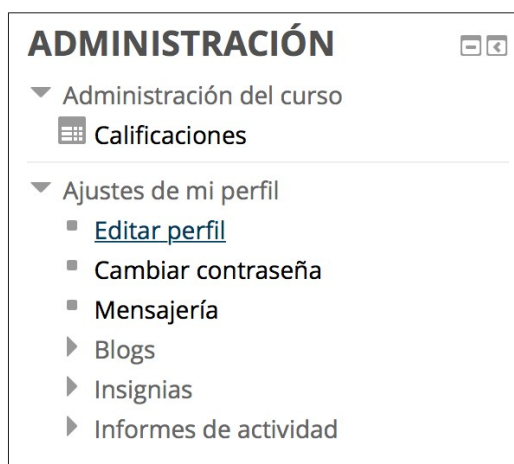 ADMINISTRACIÓN
Administración del curso
Calificaciones
Ajustes de mi perfil
Editar perfil
Cambiar contraseña
Mensajería
Blogs
Insignias
Informes de actividad